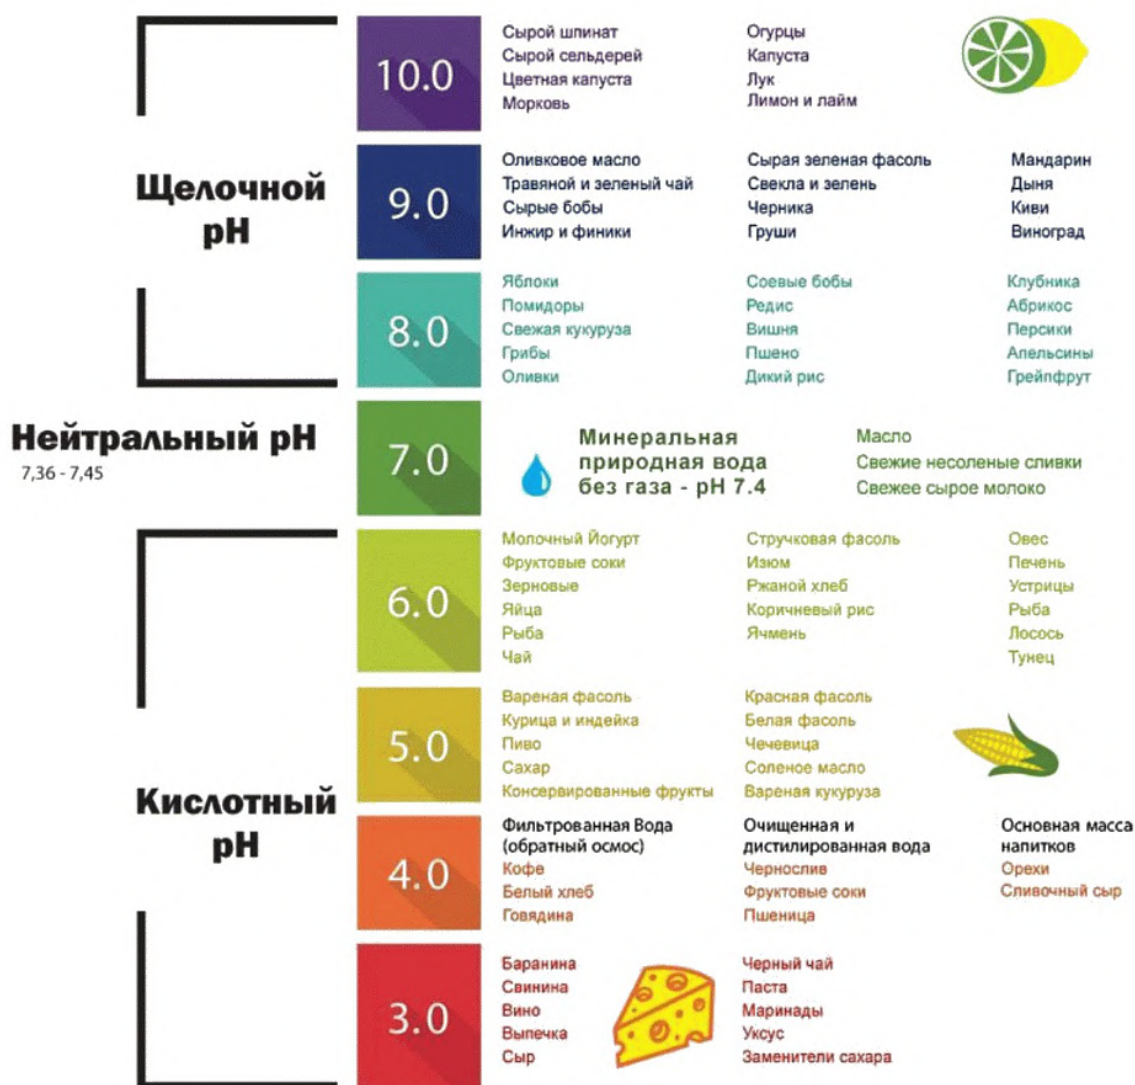 10.0
Сырой шпинат
Сырой сельдерей
Цветная капуста
Морковь
Огурцы
Капуста
Лук
Лимон и лайм
Щелочной
pH
9.0
Оливковое масло
Травяной и зеленый чай
Сырые бобы
Инжир и финики
Сырая зеленая фасоль
Свекла и зелень
Черника
Груши
Мандарин
Дыня
Киви
Виноград
8.0
Яблоки
Помидоры
Свежая кукуруза
Грибы
Оливки
Соевые бобы
Редис
Вишня
Пшено
Дикий рис
Клубника
Абрикос
Персики
Апельсины
Грейпфрут
Нейтральный pH
7,36 - 7,45
7.0
Минеральная
природная вода
без газа - pH 7.4
Масло
Свежие несоленые сливки
Свежее сырое молоко
6.0
Молочный Йогурт
Фруктовые соки
Зерновые
Яйца
Рыба
Чай
Стручковая фасоль
Изюм
Ржаной хлеб
Коричневый рис
Ячмень
Овес
Печень
Устрицы
Рыба
Лосось
Тунец
5.0
Вареная фасоль
Курица и индейка
Пиво
Сахар
Консервированные фрукты
Красная фасоль
Белая фасоль
Чечевица
Соленое масло
Вареная кукуруза
Кислотный
pH
4.0
Фильтрованная Вода
(обратный осмос)
Кофе
Белый хлеб
Говядина
Очищенная и
дистилированная вода
Чернослив
Фруктовые соки
Пшеница
Основная масса
напитков
Орехи
Сливочный сыр
3.0
Баранина
Свинина
Вино
Выпечка
Сыр
Черный чай
Паста
Маринады
Уксус
Заменители сахара